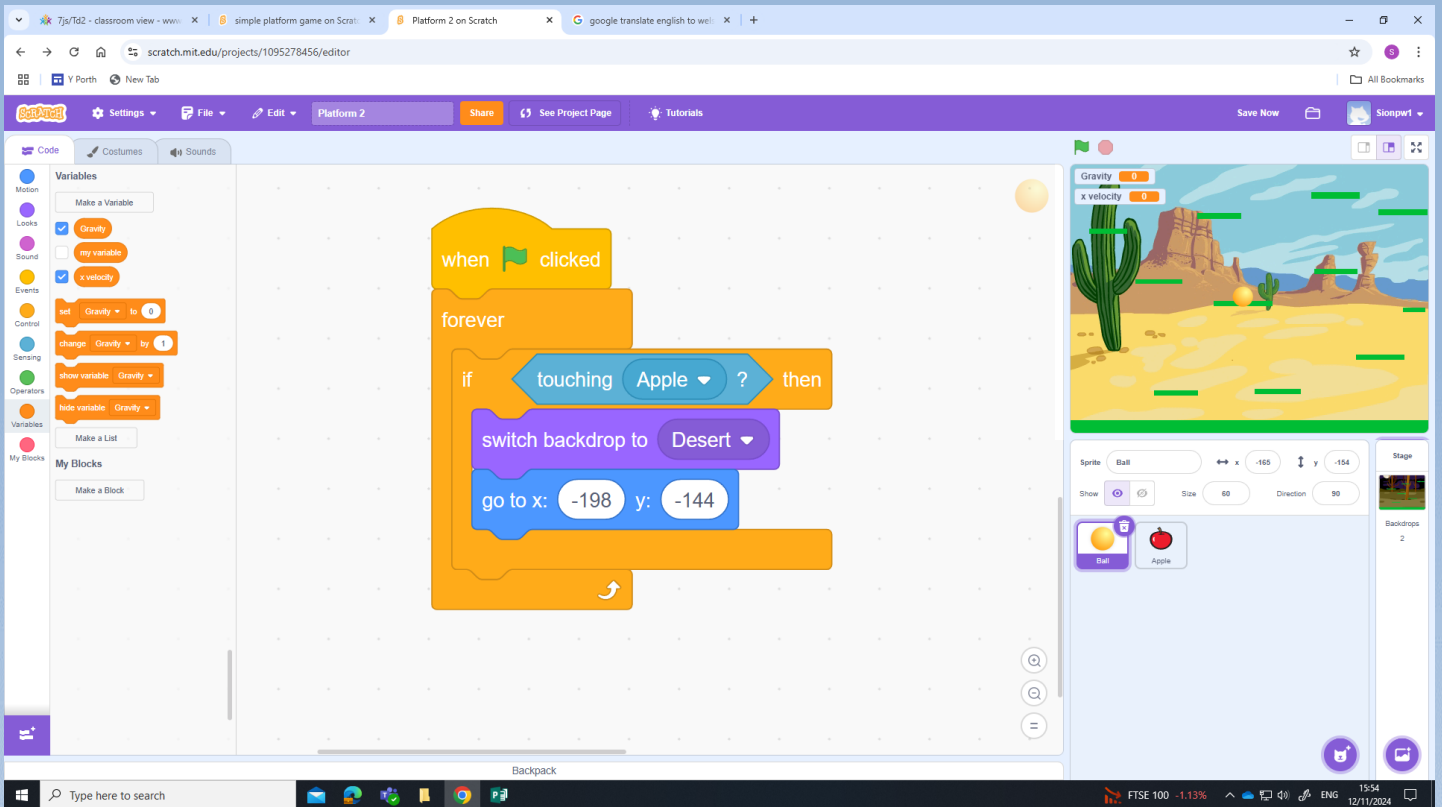 7js/Td2 - classroom view - www
simple platform game on Scratc
Platform 2 on Scratch
google translate english to wel
scratch.mit.edu/projects/1095278456/editor
S
Y Porth
New Tab
All Bookmarks
SCRATCH
Settings
File
Edit
Platform 2
Share
See Project Page
Tutorials
Save Now
Sionpw1
Code
Costumes
Sounds
Motion
Looks
Sound
Events
Control
Sensing
Operators
Variables
My Blocks
Variables
Make a Variable
Gravity
my variable
x velocity
set Gravity to 0
change Gravity by 1
show variable Gravity
hide variable Gravity
Make a List
My Blocks
Make a Block
when clicked
forever
if touching Apple ? then
switch backdrop to Desert
go to x: -198 y: -144
Gravity 0
x velocity 0
Sprite Ball x -165 y -154
Show Size 60 Direction 90
Ball
Apple
Stage
Backdrops
2
Backpack
Type here to search
FTSE 100 -1.13%
ENG
15:54
12/11/2024